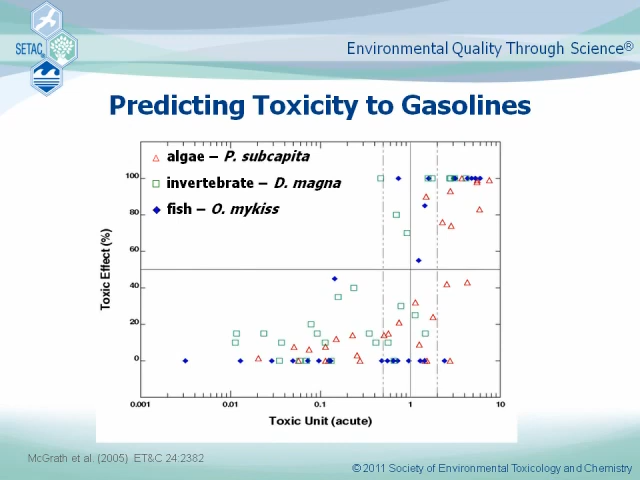 SETAC
Environmental Quality Through Science®
Predicting Toxicity to Gasolines
algae – P. subcapita
invertebrate – D. magna
fish – O. mykiss
Toxic Effect (%)
100
80
60
40
20
0
0.001 0.01 0.1 1 10
Toxic Unit (acute)
McGrath et al. (2005) ET&C 24:2382
© 2011 Society of Environmental Toxicology and Chemistry